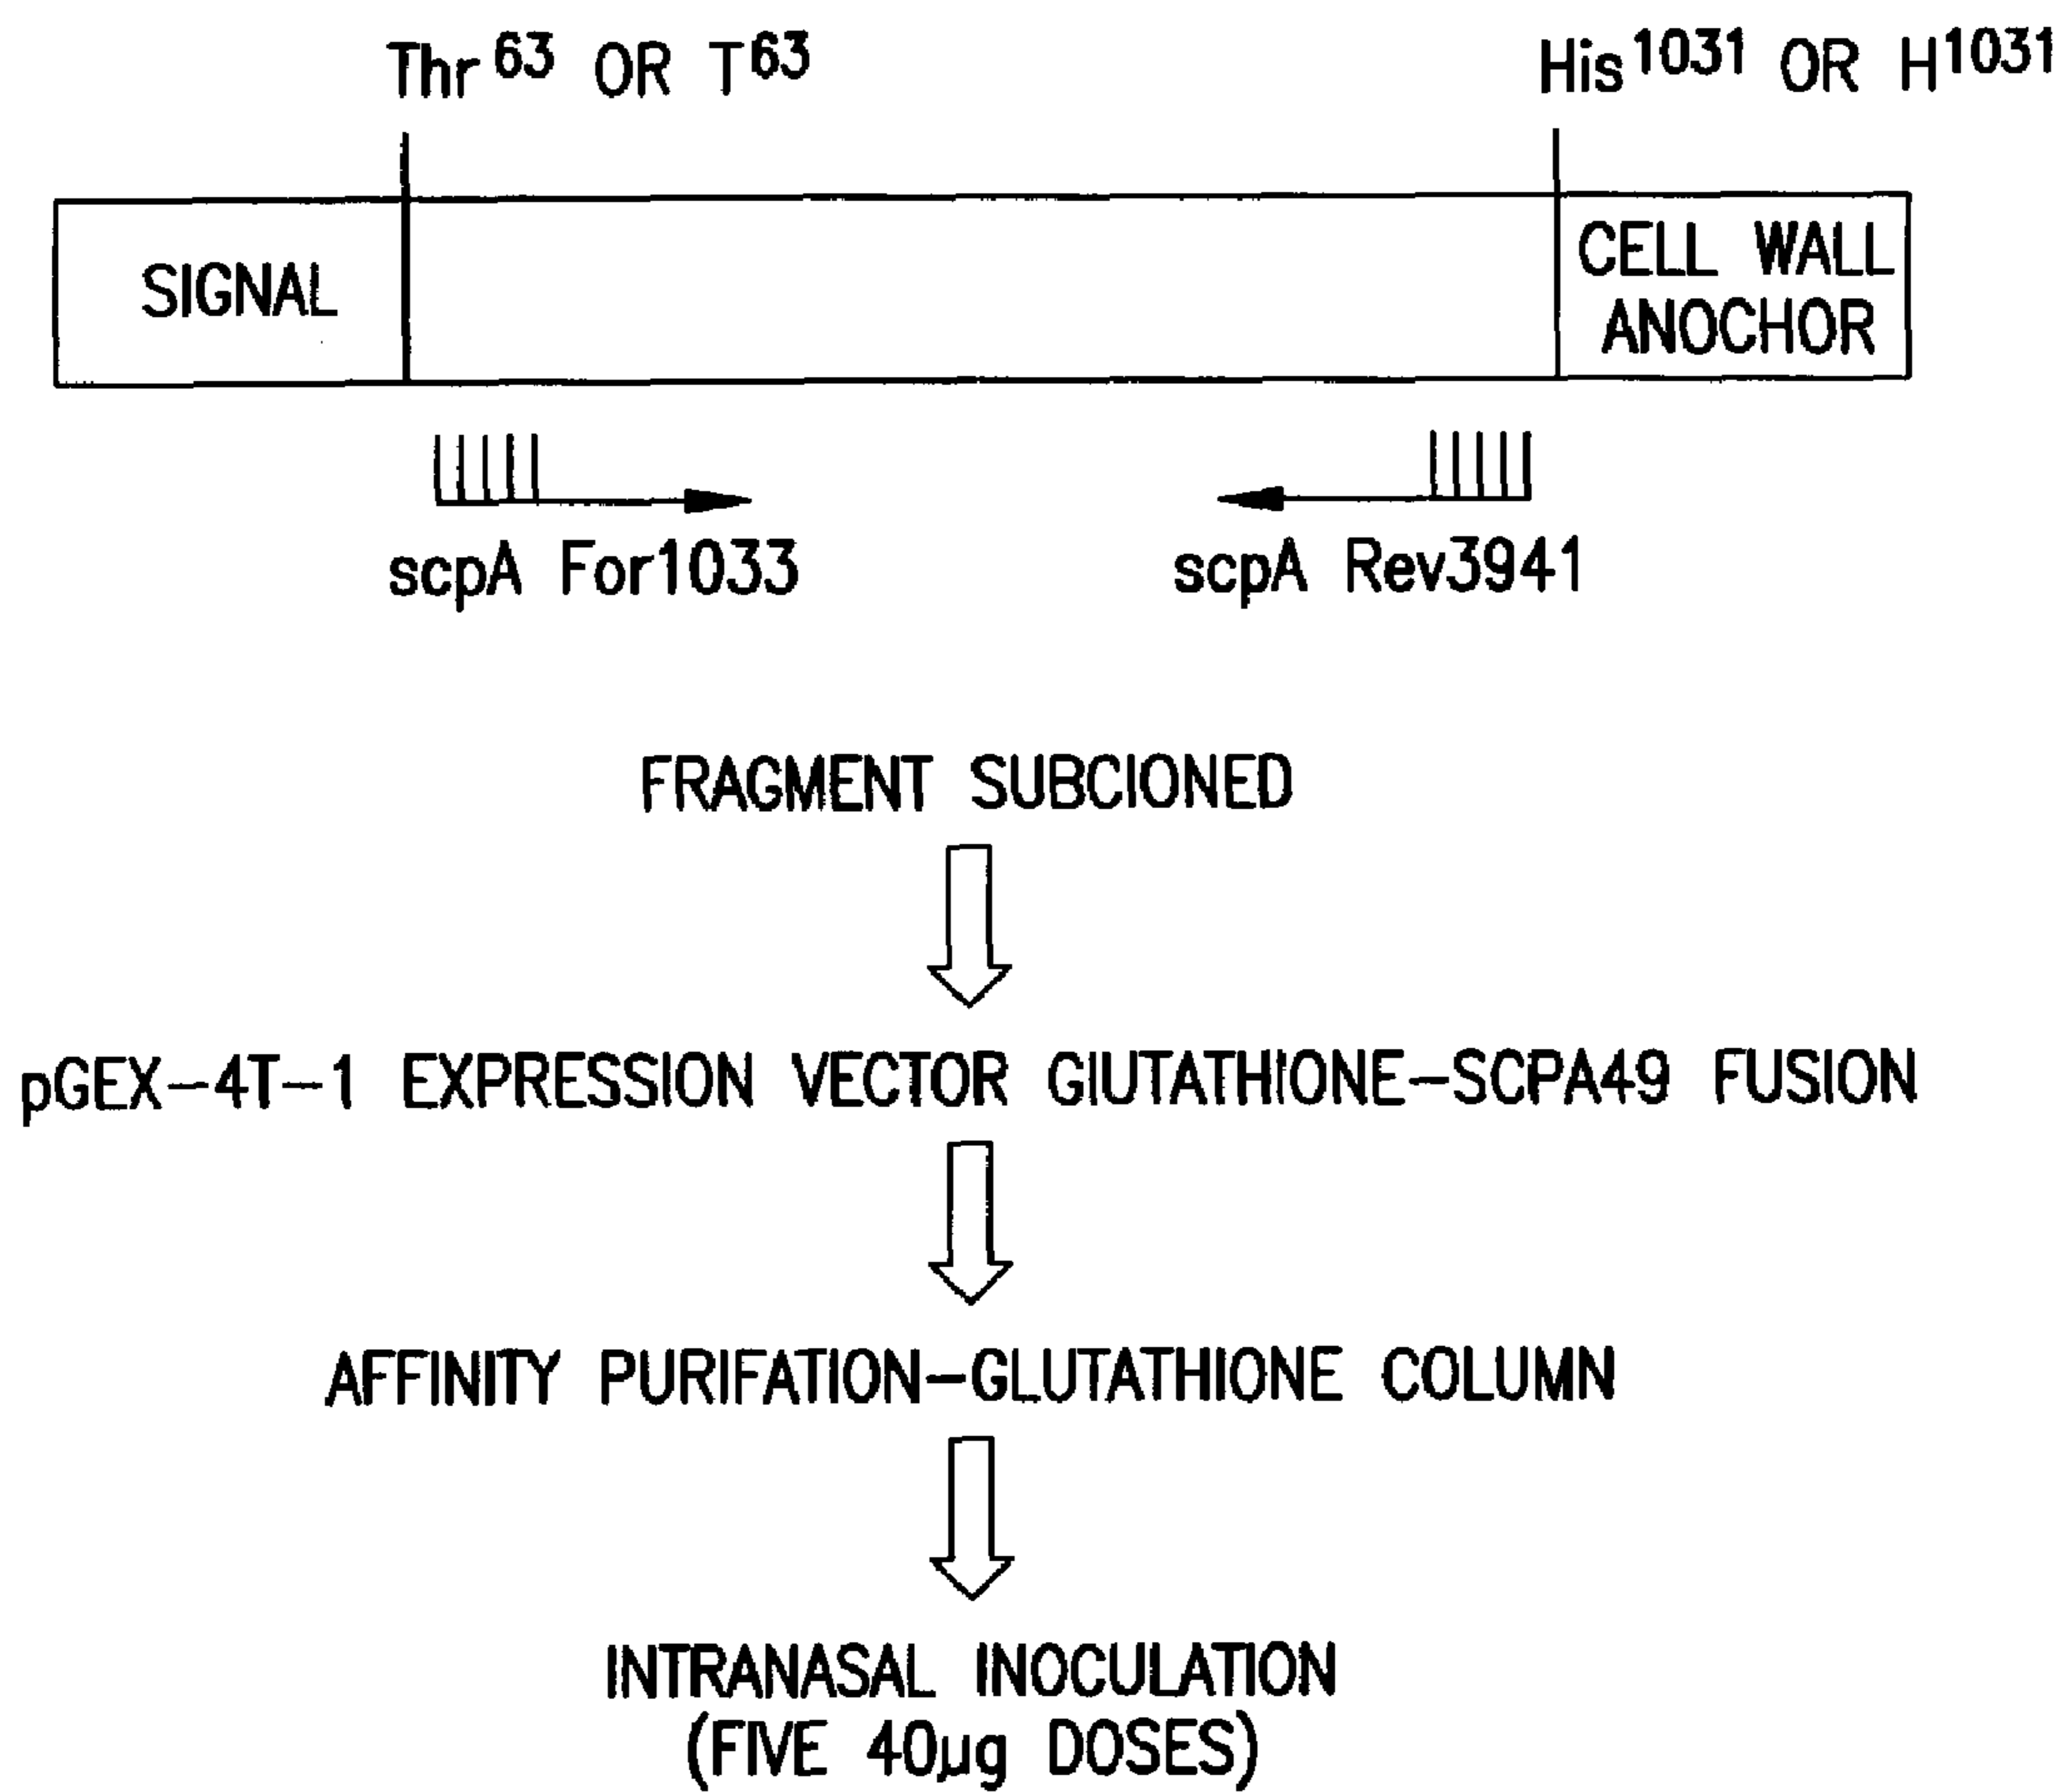 Thr63 OR T63
His1031 OR H1031
SIGNAL
CELL WALL
ANOCHOR
scpA For1033
scpA Rev3941
FRAGMENT SUBCIONED
pGEX-4T-1 EXPRESSION VECTOR GIUTATHIONE-SCPA49 FUSION
AFFINITY PURIFATION-GLUTATHIONE COLUMN
INTRANASAL INOCULATION
(FIVE 40µg DOSES)